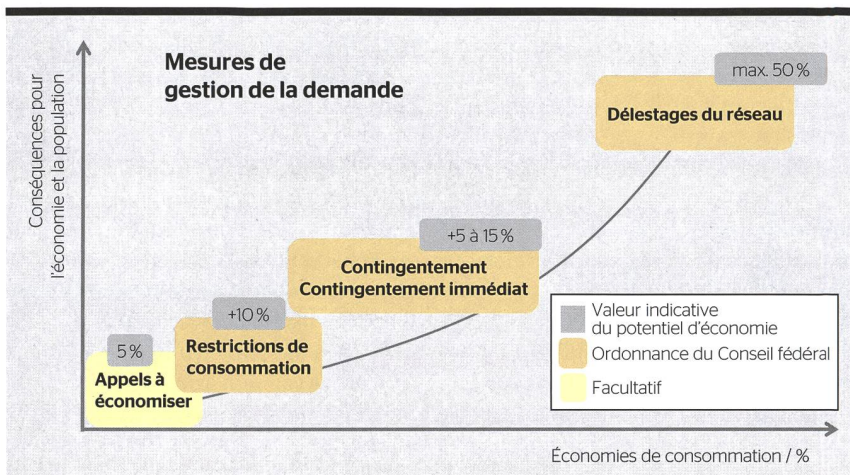 Mesures de
gestion de la demande
Conséquences pour
l'économie et la population
max. 50 %
Délestages du réseau
+5 à 15 %
Contingentement
Contingentement immédiat
+10 %
Restrictions de
consommation
5 %
Appels à
économiser
Valeur indicative
du potentiel d'économie
Ordonnance du Conseil fédéral
Facultatif
Économies de consommation / %